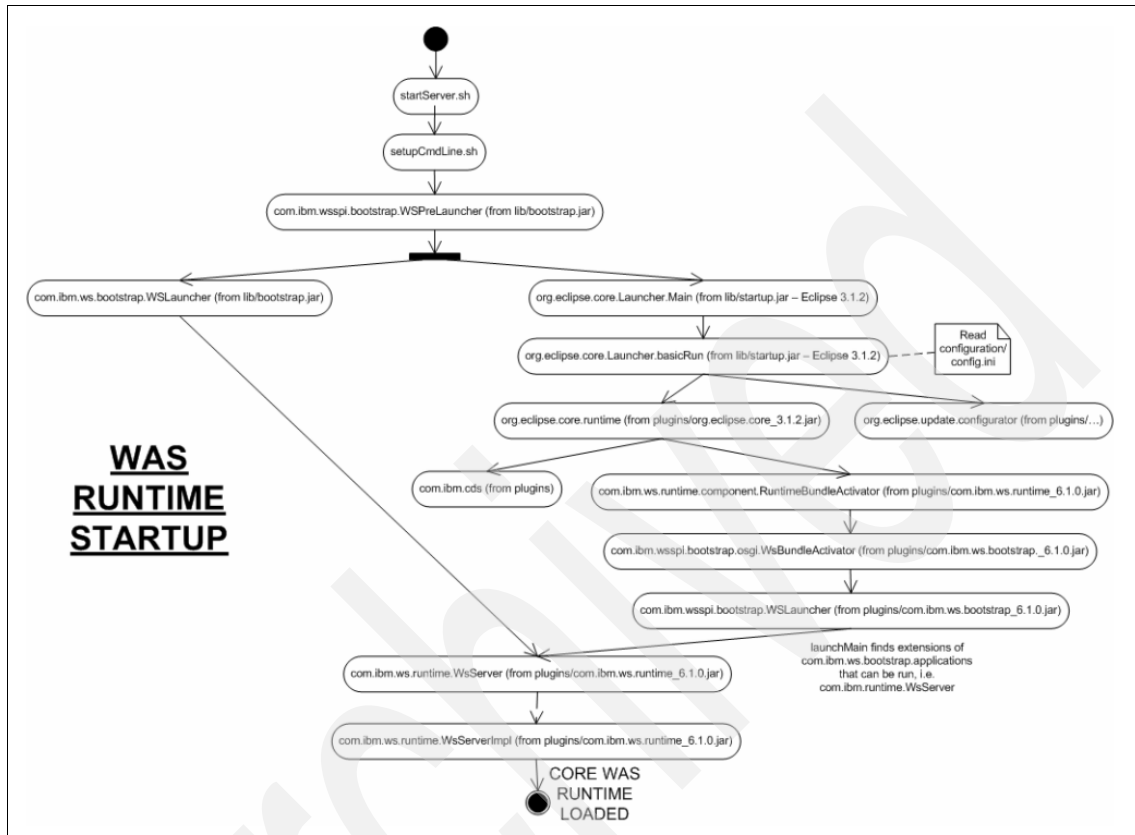 startServer.sh
setupCmdLine.sh
com.ibm.wsspi.bootstrap.WSPreLauncher (from lib/bootstrap.jar)
com.ibm.ws.bootstrap.WSLauncher (from lib/bootstrap.jar)
org.eclipse.core.Launcher.Main (from lib/startup.jar – Eclipse 3.1.2)
org.eclipse.core.Launcher.basicRun (from lib/startup.jar – Eclipse 3.1.2)
Read
configuration/
config.ini
org.eclipse.core.runtime (from plugins/org.eclipse.core_3.1.2.jar)
org.eclipse.update.configurator (from plugins/...)
WAS
RUNTIME
STARTUP
com.ibm.cds (from plugins)
com.ibm.ws.runtime.component.RuntimeBundleActivator (from plugins/com.ibm.ws.runtime_6.1.0.jar)
com.ibm.wsspi.bootstrap.osgi.WsBundleActivator (from plugins/com.ibm.ws.bootstrap._6.1.0.jar)
com.ibm.wsspi.bootstrap.WSLauncher (from plugins/com.ibm.ws.bootstrap_6.1.0.jar)
launchMain finds extensions of
com.ibm.ws.bootstrap.applications
that can be run, i.e.
com.ibm.runtime.WsServer
com.ibm.ws.runtime.WsServer (from plugins/com.ibm.ws.runtime_6.1.0.jar)
com.ibm.ws.runtime.WsServerImpl (from plugins/com.ibm.ws.runtime_6.1.0.jar)
CORE WAS
RUNTIME
LOADED
rchived